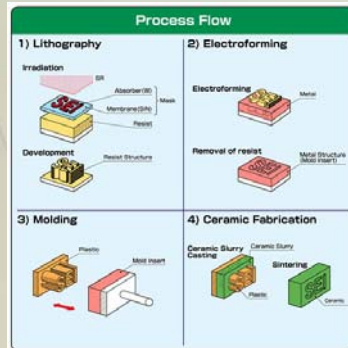 Process Flow
1) Lithography
Irradiation
SR
Absorber(W)
Membrane(SiN)
Mask
Resist
Development
Resist Structure
2) Electroforming
Electroforming
Metal
Removal of resist
Metal Structure
(Mold Insert)
3) Molding
Plastic
Mold insert
4) Ceramic Fabrication
Ceramic Slurry
Casting
Ceramic Slurry
Plastic
Sintering
Ceramic
SEI